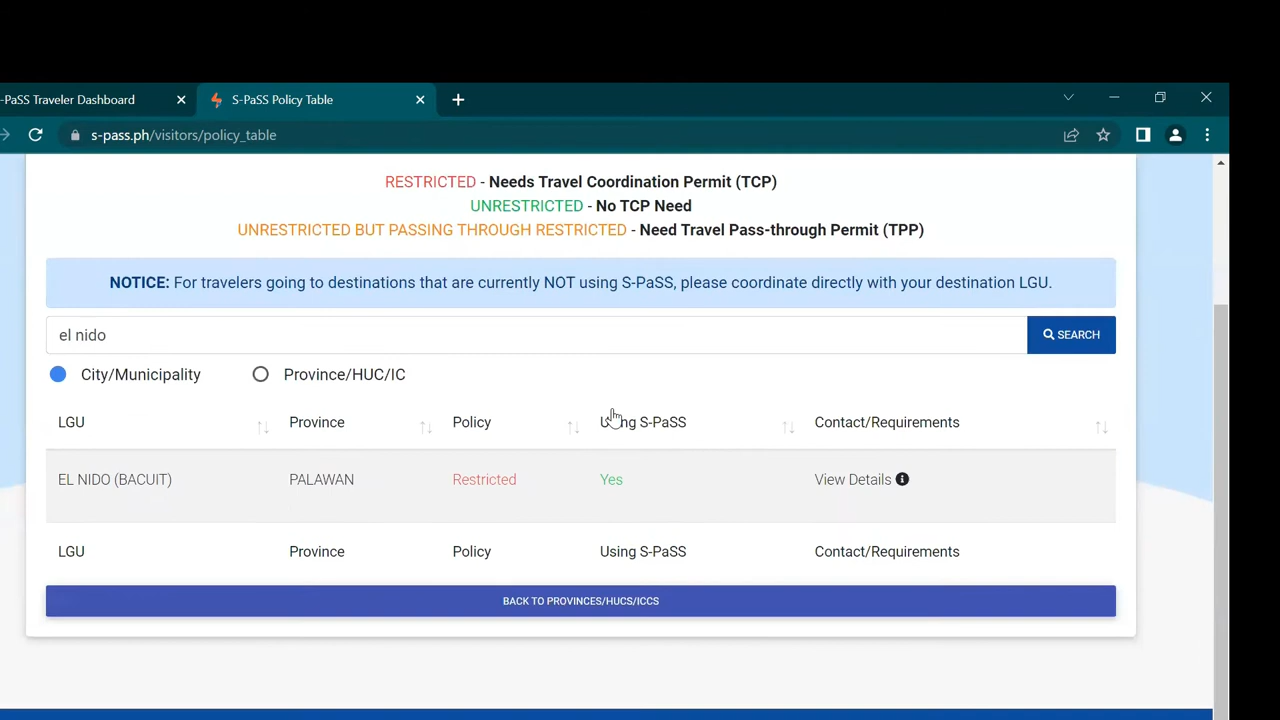 -PaSS Traveler Dashboard
S-PaSS Policy Table
s-pass.ph/visitors/policy_table
RESTRICTED - Needs Travel Coordination Permit (TCP)
UNRESTRICTED - No TCP Need
UNRESTRICTED BUT PASSING THROUGH RESTRICTED - Need Travel Pass-through Permit (TPP)
NOTICE: For travelers going to destinations that are currently NOT using S-PaSS, please coordinate directly with your destination LGU.
el nido SEARCH
City/Municipality Province/HUC/IC
LGU Province Policy Using S-PaSS Contact/Requirements
EL NIDO (BACUIT) PALAWAN Restricted Yes View Details
LGU Province Policy Using S-PaSS Contact/Requirements
BACK TO PROVINCES/HUCS/ICCS